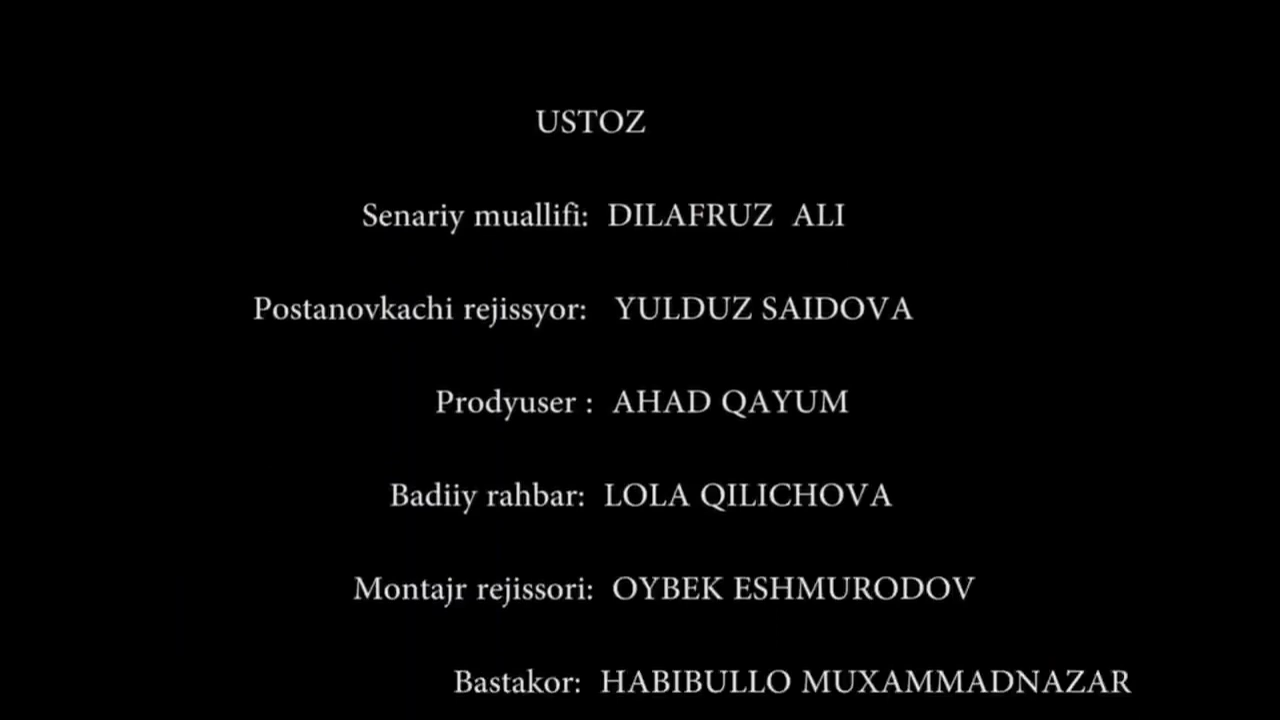 USTOZ
Senariy muallifi: DILAFRUZ ALI
Postanovkachi rejissyor: YULDUZ SAIDOVA
Prodyuser : AHAD QAYUM
Badiiy rahbar: LOLA QILICHOVA
Montajr rejissori: OYBEK ESHMURODOV
Bastakor: HABIBULLO MUXAMMADNAZAR